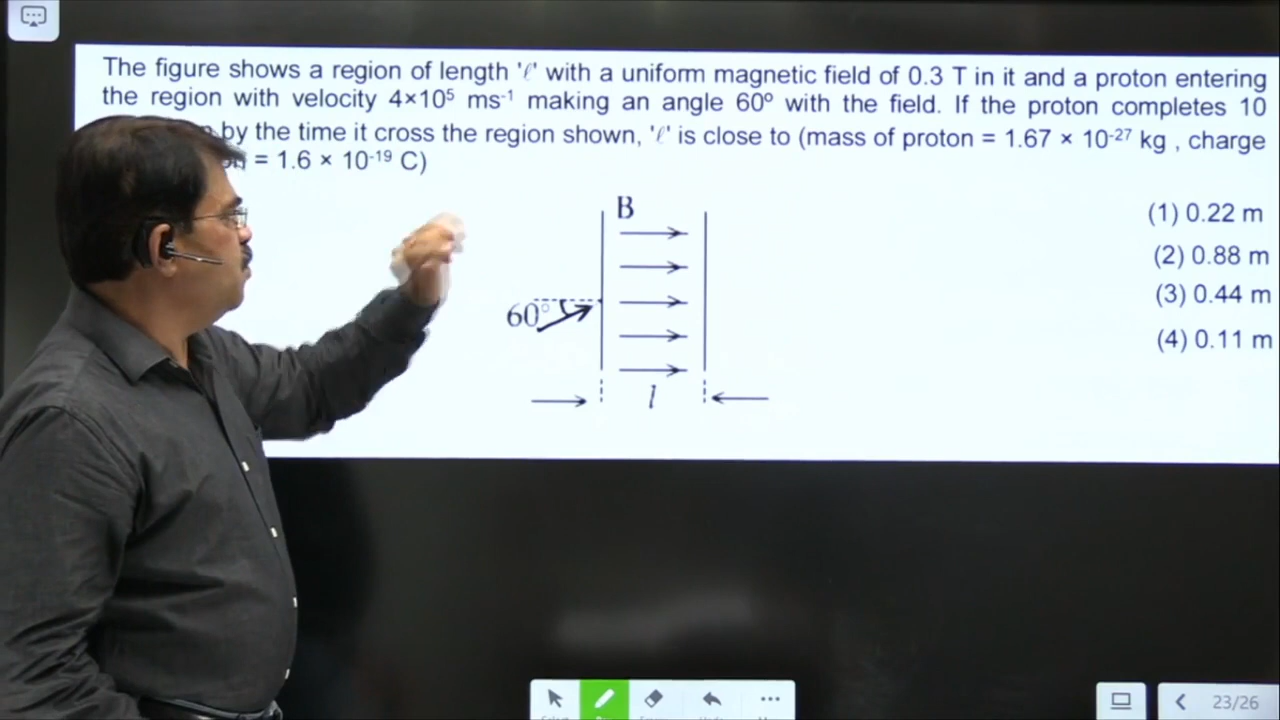 The figure shows a region of length 'ℓ' with a uniform magnetic field of 0.3 T in it and a proton entering
the region with velocity 4×10⁵ ms⁻¹ making an angle 60º with the field. If the proton completes 10
by the time it cross the region shown, 'ℓ' is close to (mass of proton = 1.67 × 10⁻²⁷ kg , charge
= 1.6 × 10⁻¹⁹ C)
B
(1) 0.22 m
(2) 0.88 m
(3) 0.44 m
60°
(4) 0.11 m
l
23/26